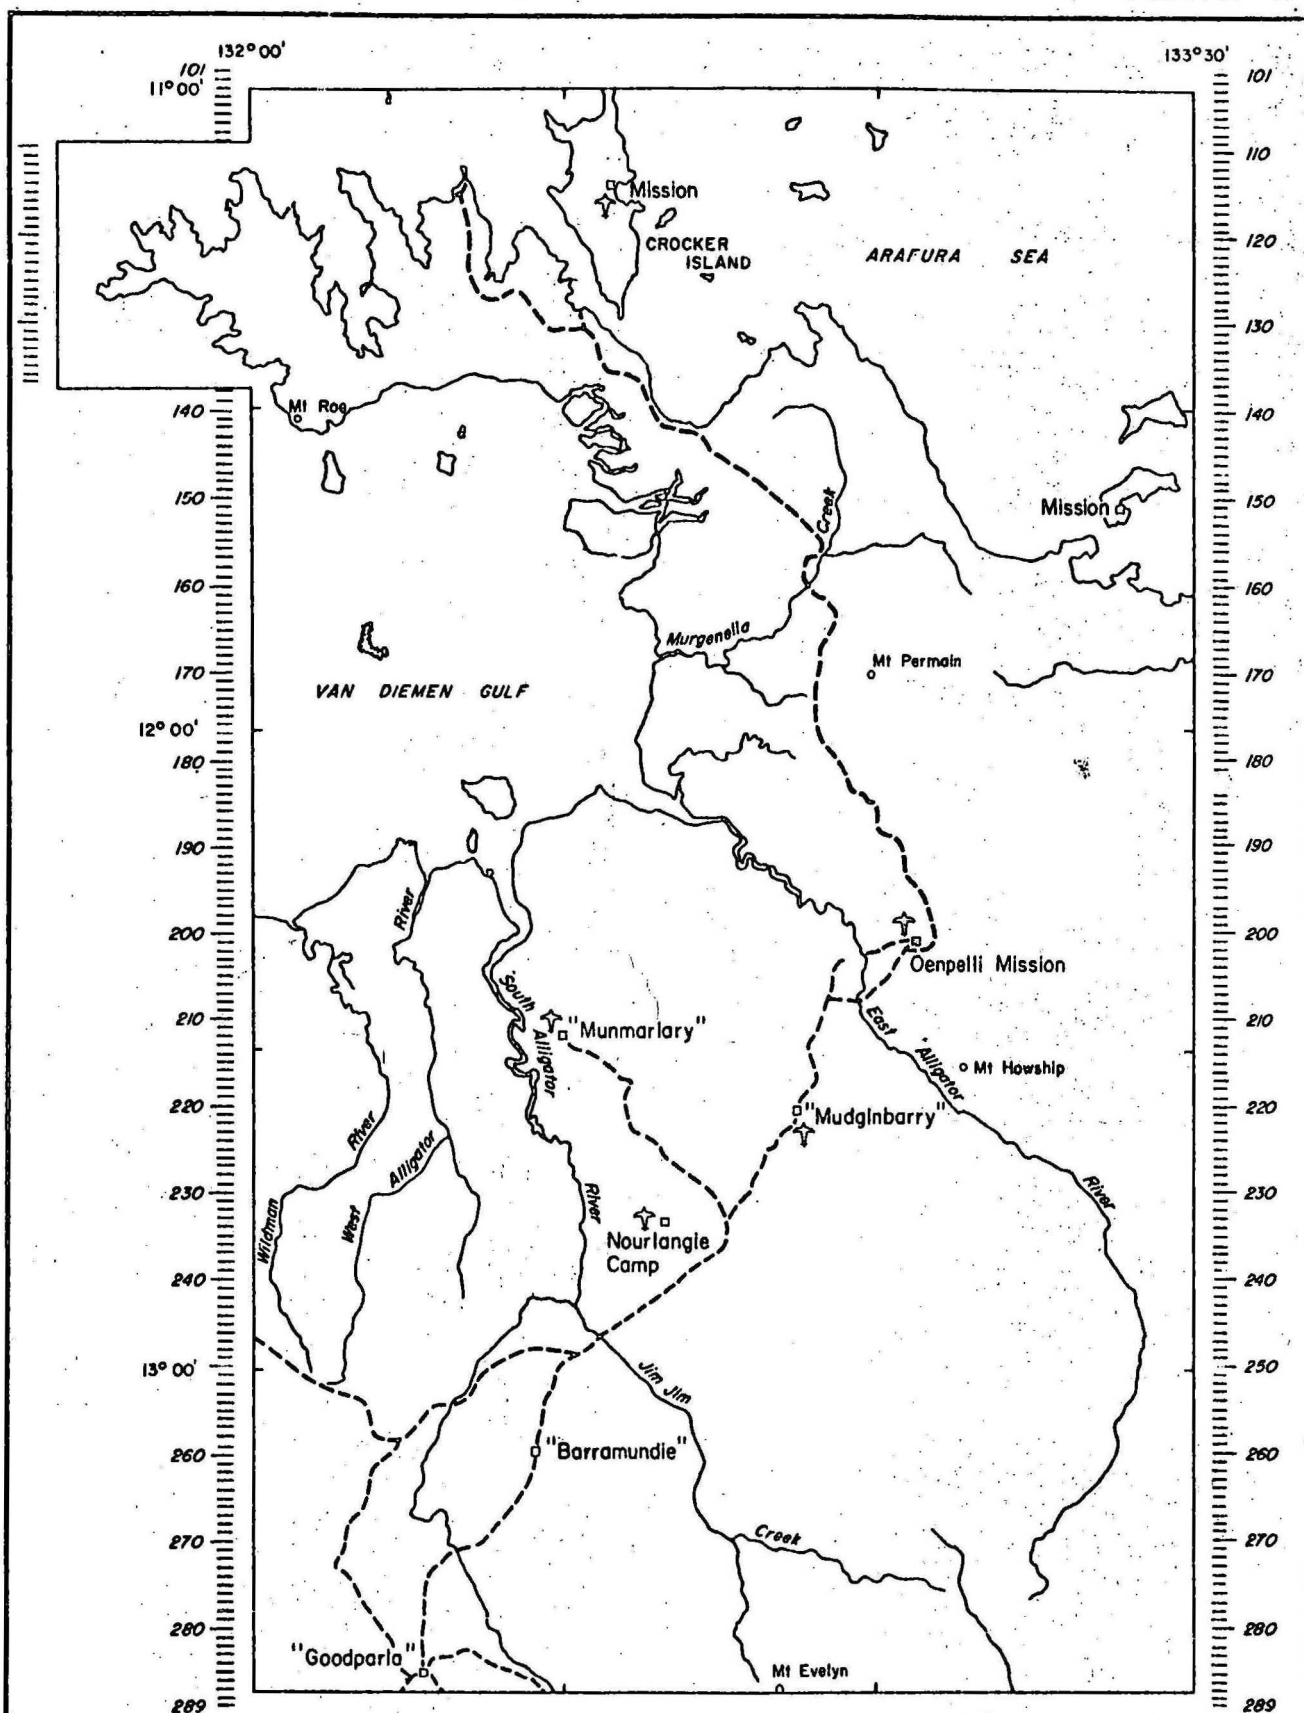 132°00'
133°30'
101
101
11°00'
110
Mission
120
CROCKER
ISLAND
ARAFURA SEA
130
Mt Roe
140
140
150
Mission
150
Creek
160
160
Murgenella
Mt Permain
170
170
VAN DIEMEN GULF
12°00'
180
180
190
190
River
200
200
Oenpelli Mission
South
210
"Munmarlary"
East
210
Alligator
Alligator
Mt Howship
220
River
"Mudginbarry"
220
Alligator
230
River
River
230
Wildman
West
Nourlangie
Camp
240
240
13°00'
Jim Jim
250
260
"Barramundie"
260
270
Creek
270
280
"Goodparla"
280
Mt Evelyn
289
289